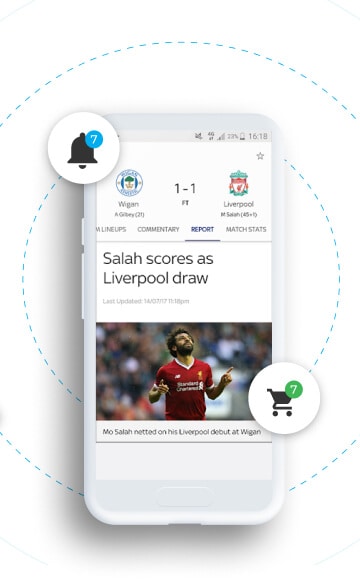 7
4G 33% 16:18
1 - 1
Wigan FT Liverpool
A Gilbey (21) M Salah (45+1)
M LINEUPS COMMENTARY REPORT MATCH STATS
Salah scores as
Liverpool draw
Last Updated: 14/07/17 11:18pm
Standard
Chartered
7
Mo Salah netted on his Liverpool debut at Wigan